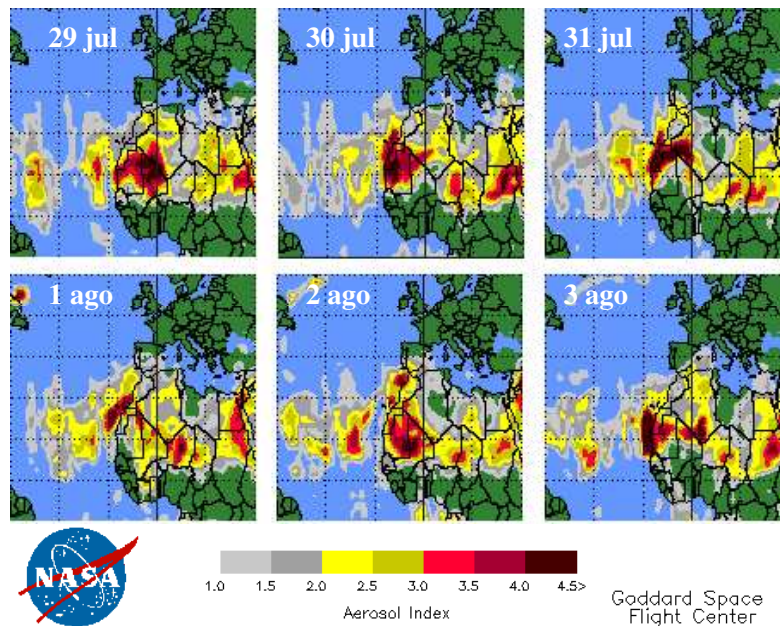 29 jul
30 jul
31 jul
1 ago
2 ago
3 ago
NASA
1.0 1.5 2.0 2.5 3.0 3.5 4.0 4.5>
Aerosol Index
Goddard Space
Flight Center